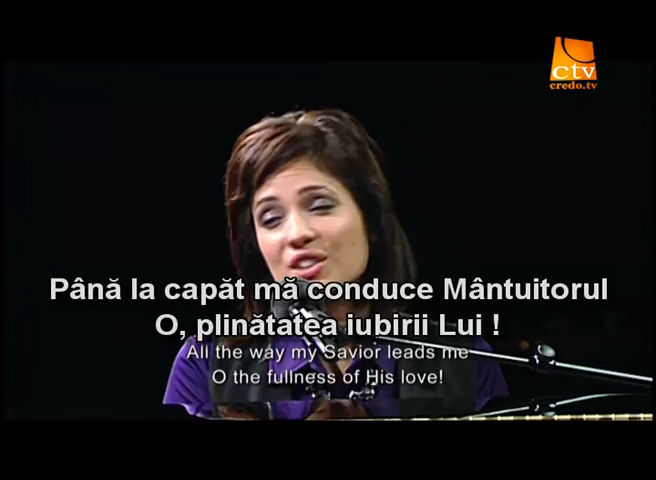 ctv
credo.tv
Până la capăt mă conduce Mântuitorul
O, plinătatea iubirii Lui !
All the way my Savior leads me
O the fullness of His love!